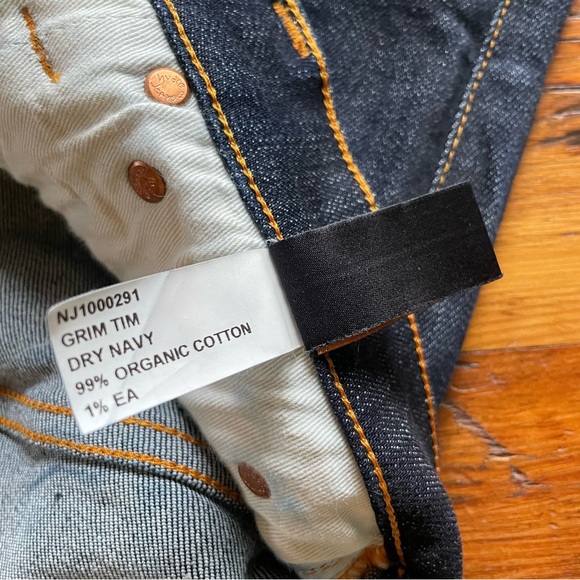 NJ1000291
GRIM TIM
DRY NAVY
99% ORGANIC COTTON
1% EA